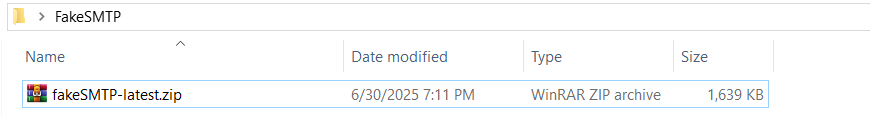 FakeSMTP
Name Date modified Type Size
fakeSMTP-latest.zip 6/30/2025 7:11 PM WinRAR ZIP archive 1,639 KB